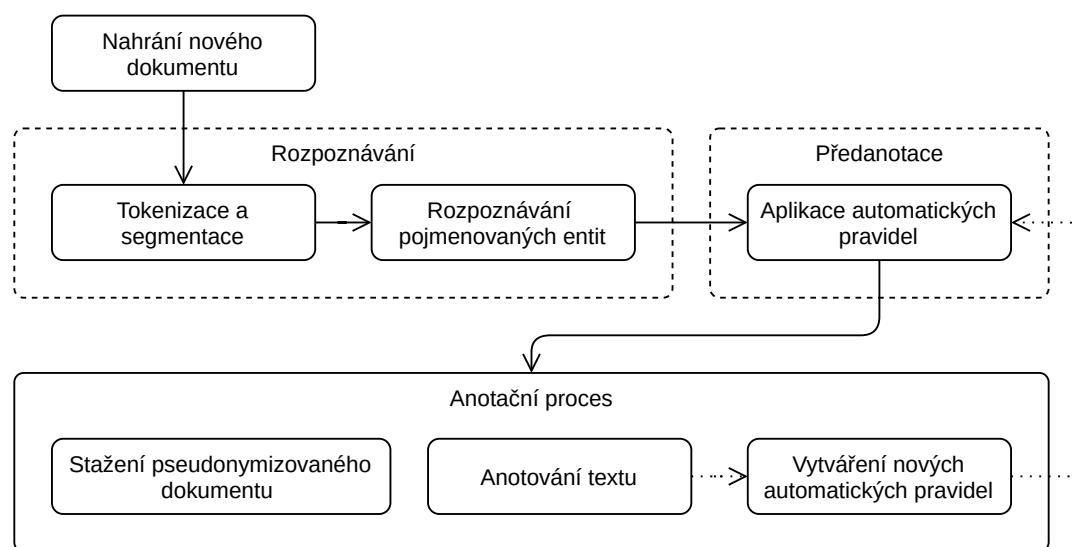 Nahrání nového
dokumentu
Rozpoznávání
Předanotace
Tokenizace a
segmentace
Rozpoznávání
pojmenovaných entit
Aplikace automatických
pravidel
Anotační proces
Stažení pseudonymizovaného
dokumentu
Anotování textu
Vytváření nových
automatických pravidel